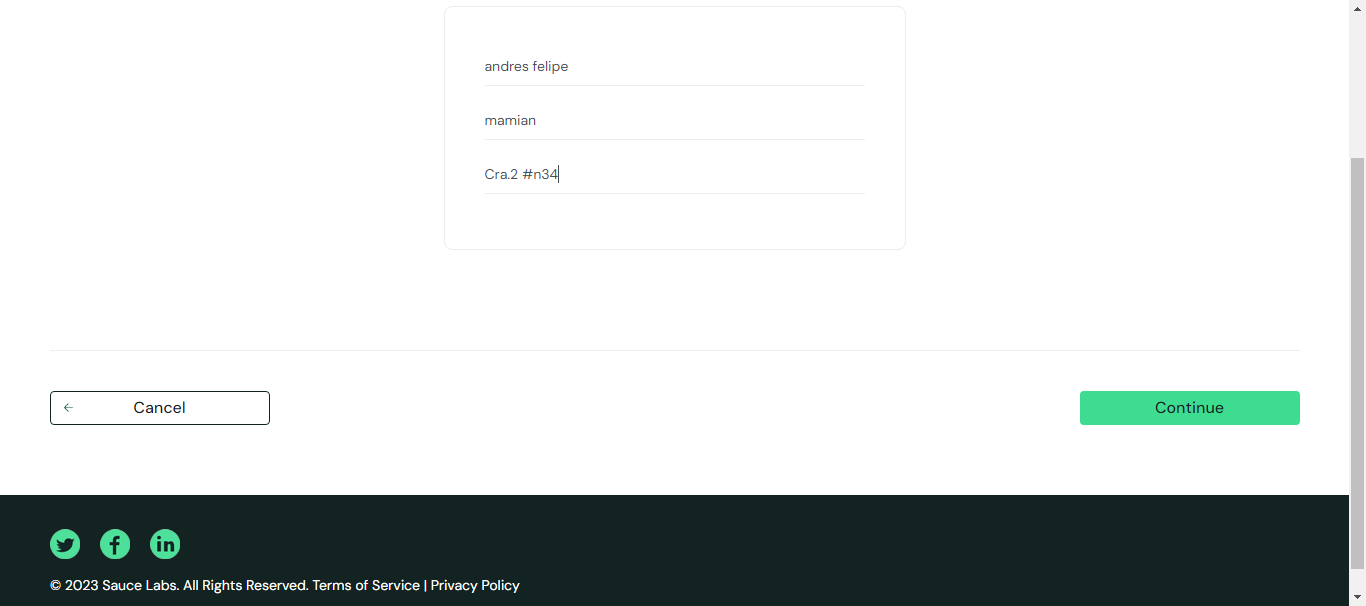 andres felipe
mamian
Cra.2 #n34
Cancel
Continue
© 2023 Sauce Labs. All Rights Reserved. Terms of Service | Privacy Policy